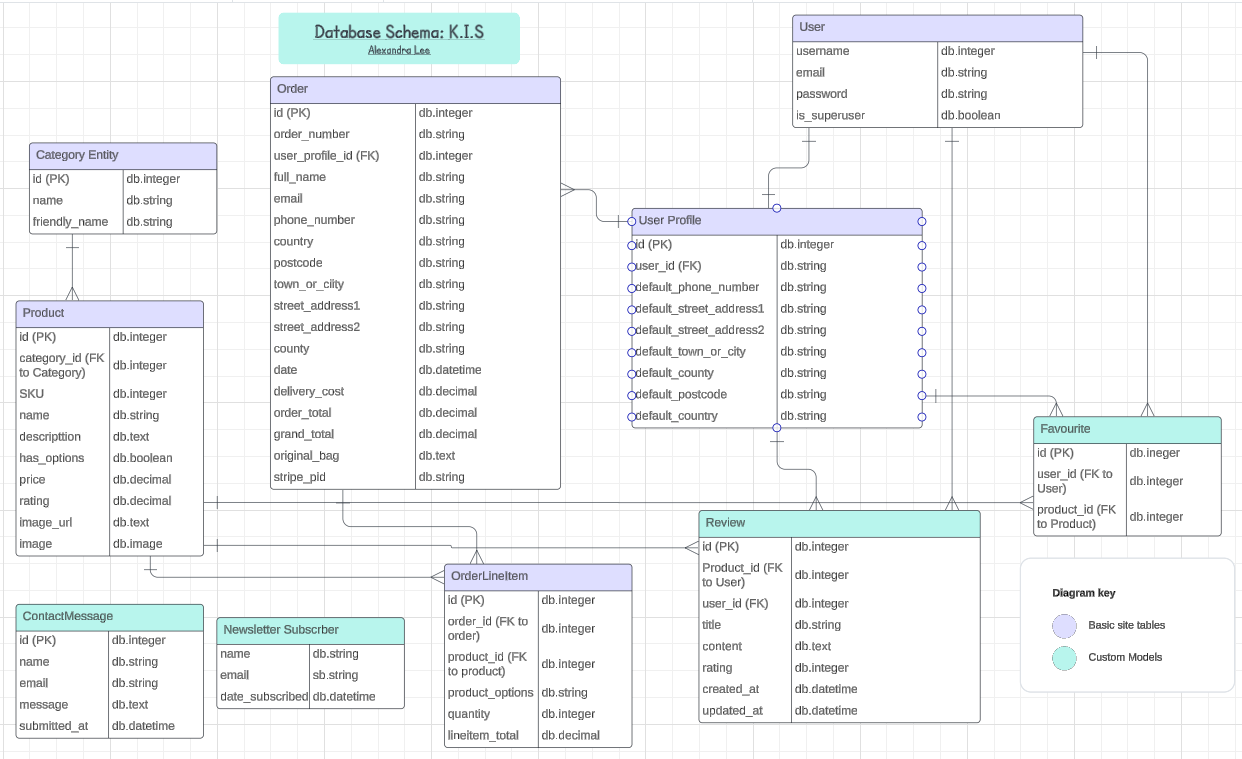 Database Schema: K.I.S
Alexandra Lee
User
username db.integer
email db.string
password db.string
is_superuser db.boolean
Order
id (PK) db.integer
order_number db.string
user_profile_id (FK) db.integer
full_name db.string
email db.string
phone_number db.string
country db.string
postcode db.string
town_or_ciity db.string
street_address1 db.string
street_address2 db.string
county db.string
date db.datetime
delivery_cost db.decimal
order_total db.decimal
grand_total db.decimal
original_bag db.text
stripe_pid db.string
Category Entity
id (PK) db.integer
name db.string
friendly_name db.string
User Profile
id (PK) db.integer
user_id (FK) db.string
default_phone_number db.string
default_street_address1 db.string
default_street_address2 db.string
default_town_or_city db.string
default_county db.string
default_postcode db.string
default_country db.string
Product
id (PK) db.integer
category_id (FK
to Category) db.integer
SKU db.integer
name db.string
descripttion db.text
has_options db.boolean
price db.decimal
rating db.decimal
image_url db.text
image db.image
Favourite
id (PK) db.ineger
user_id (FK to
User) db.integer
product_id (FK
to Product) db.integer
Review
id (PK) db.integer
Product_id (FK
to User) db.integer
user_id (FK) db.integer
title db.string
content db.text
rating db.integer
created_at db.datetime
updated_at db.datetime
OrderLineItem
id (PK) db.integer
order_id (FK to
order) db.integer
product_id (FK
to product) db.integer
product_options db.string
quantity db.integer
lineitem_total db.decimal
ContactMessage
id (PK) db.integer
name db.string
email db.string
message db.text
submitted_at db.datetime
Newsletter Subscrber
name db.string
email sb.string
date_subscribed db.datetime
Diagram key
Basic site tables
Custom Models